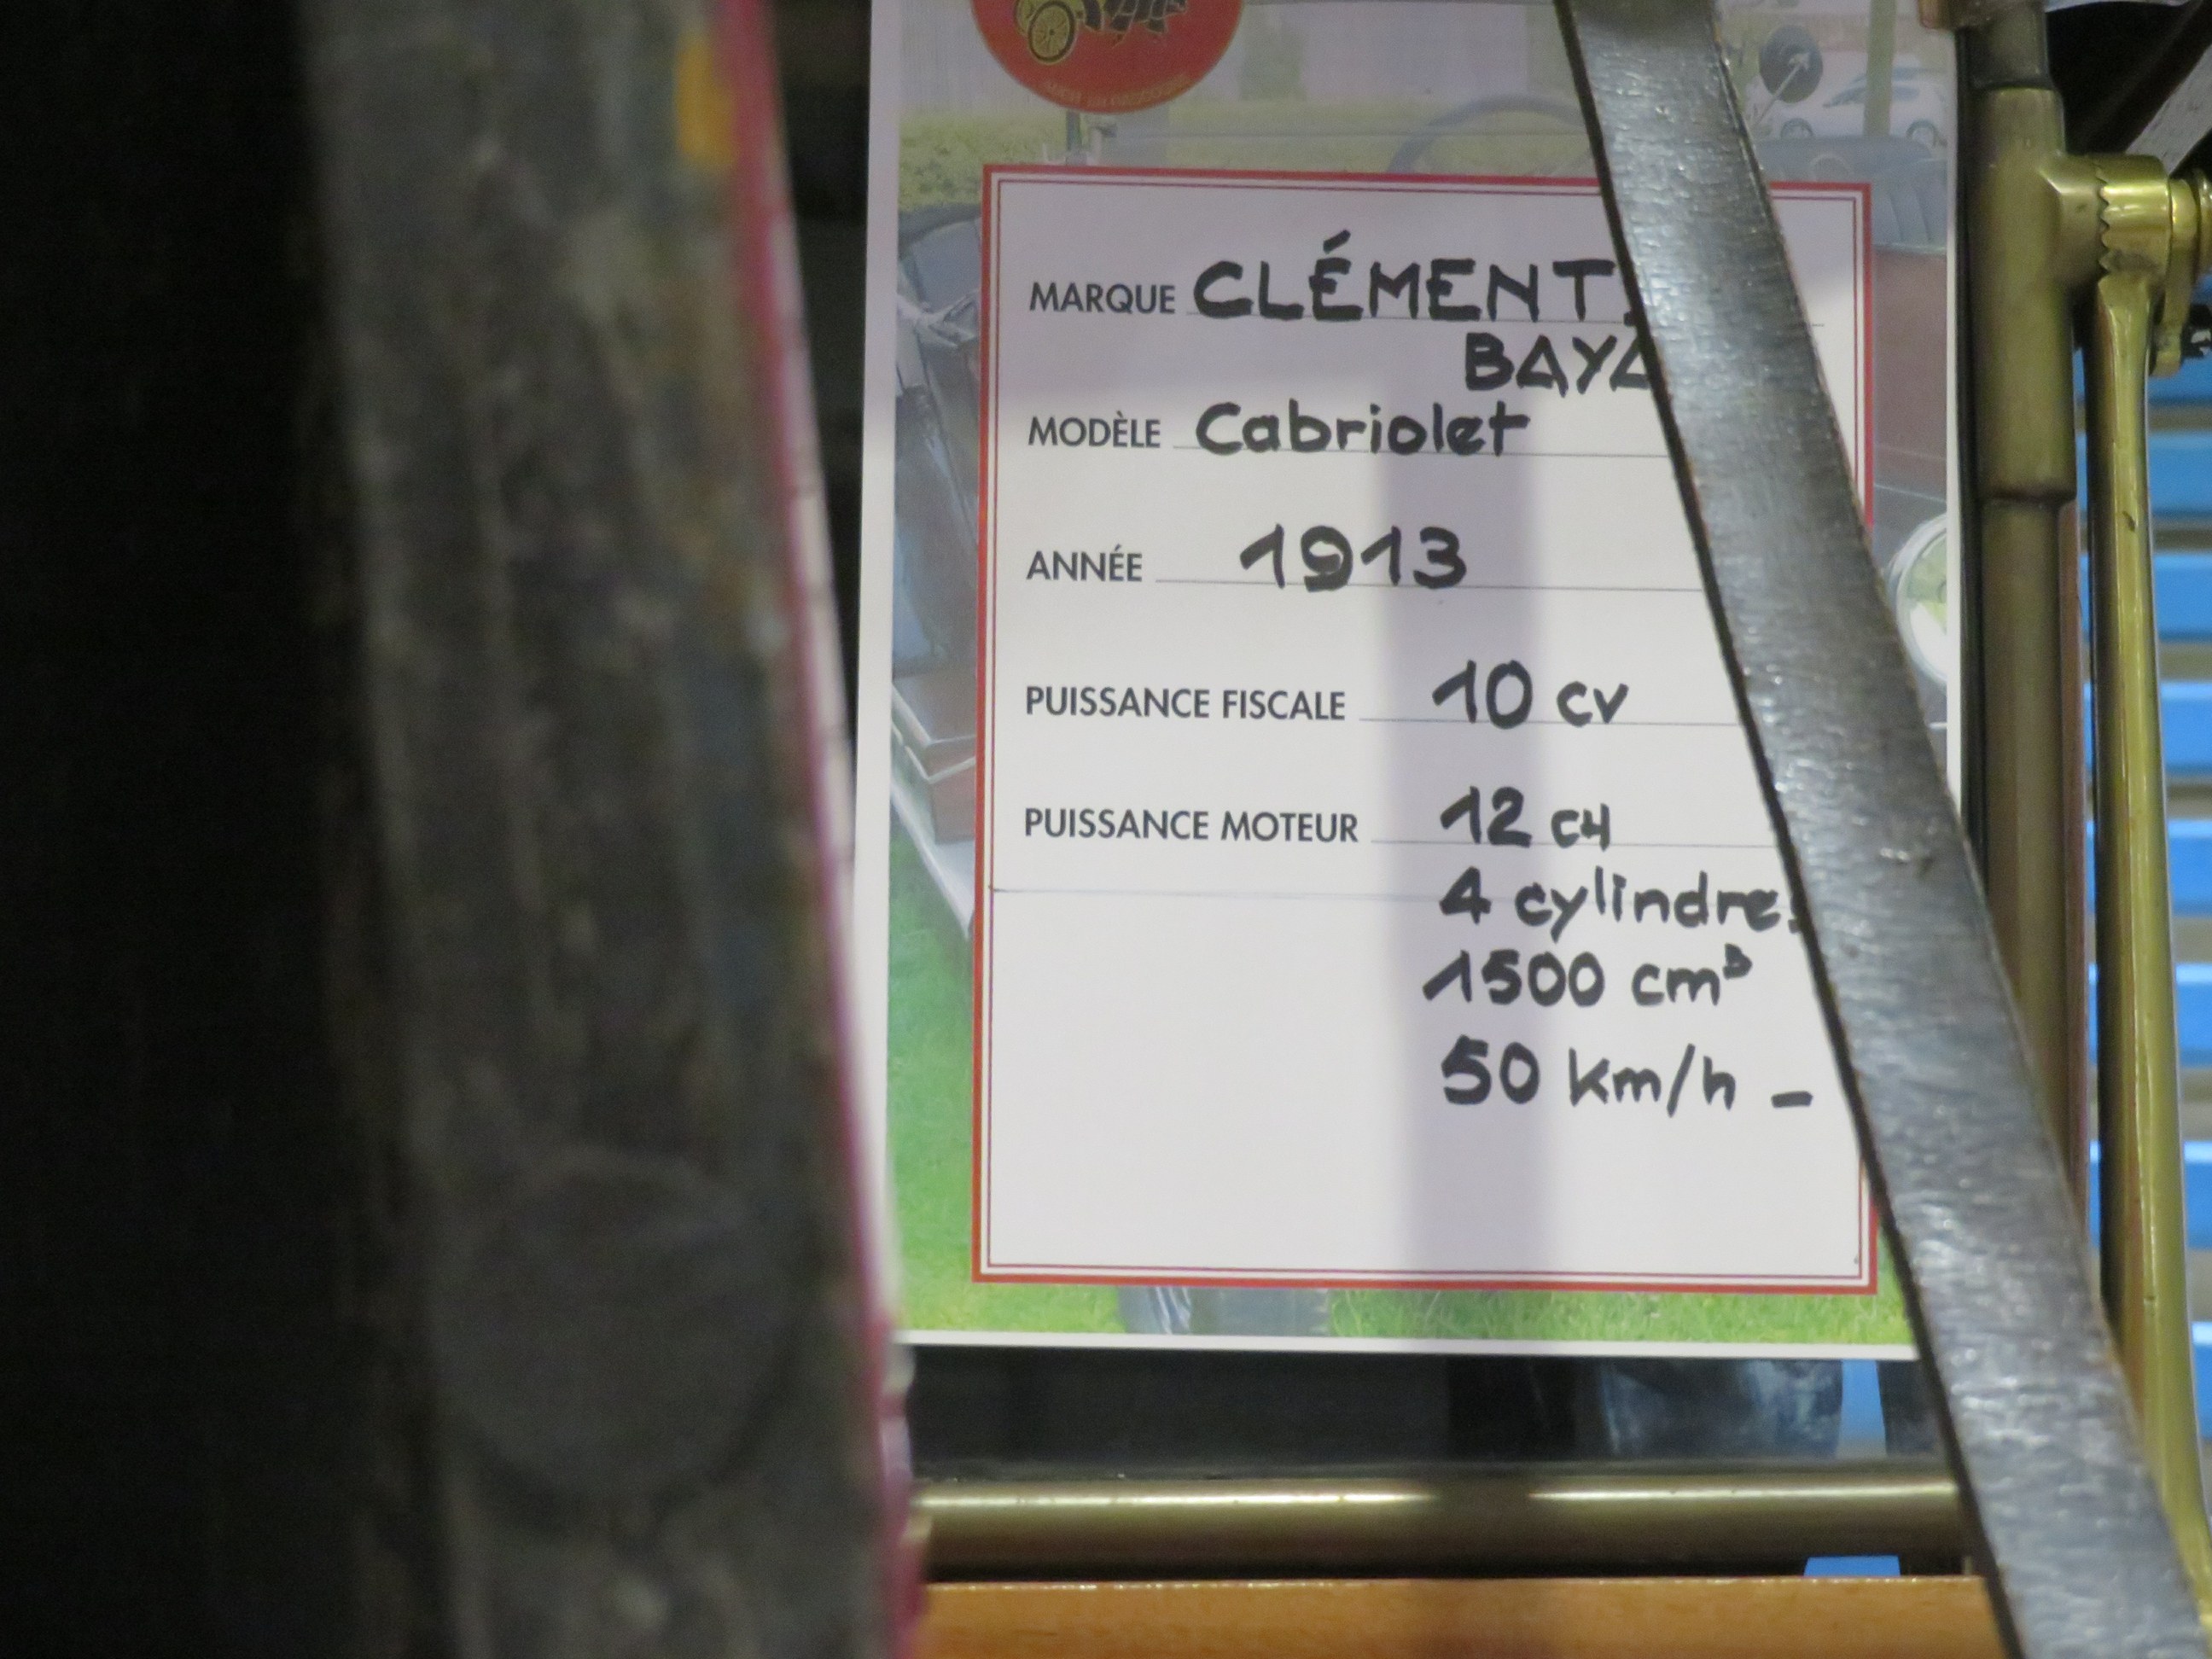 MARQUE CLÉMENT
BAYA
MODÈLE Cabriolet
ANNÉE 1913
PUISSANCE FISCALE 10 cv
PUISSANCE MOTEUR 12 CH
4 cylindres
1500 cm³
50 km/h -